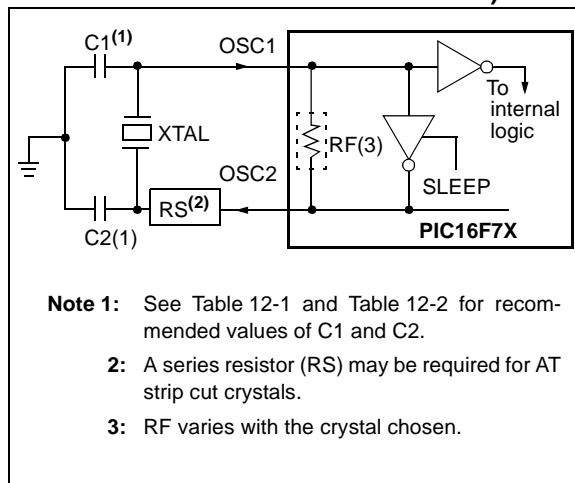 C1(1)
OSC1
To
internal
logic
XTAL
RF(3)
OSC2
SLEEP
RS(2)
C2(1)
PIC16F7X
Note 1: See Table 12-1 and Table 12-2 for recom-
mended values of C1 and C2.
2: A series resistor (RS) may be required for AT
strip cut crystals.
3: RF varies with the crystal chosen.